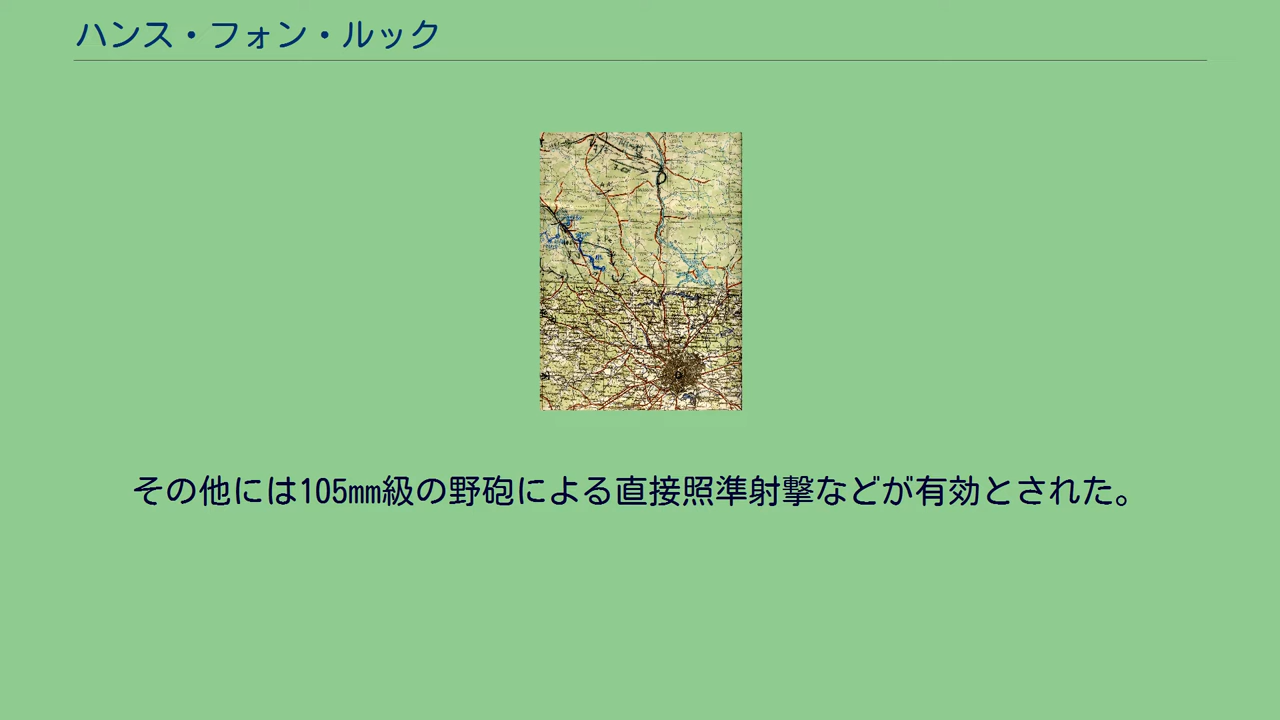 ハンス・フォン・ルック
その他には105mm級の野砲による直接照準射撃などが有効とされた。